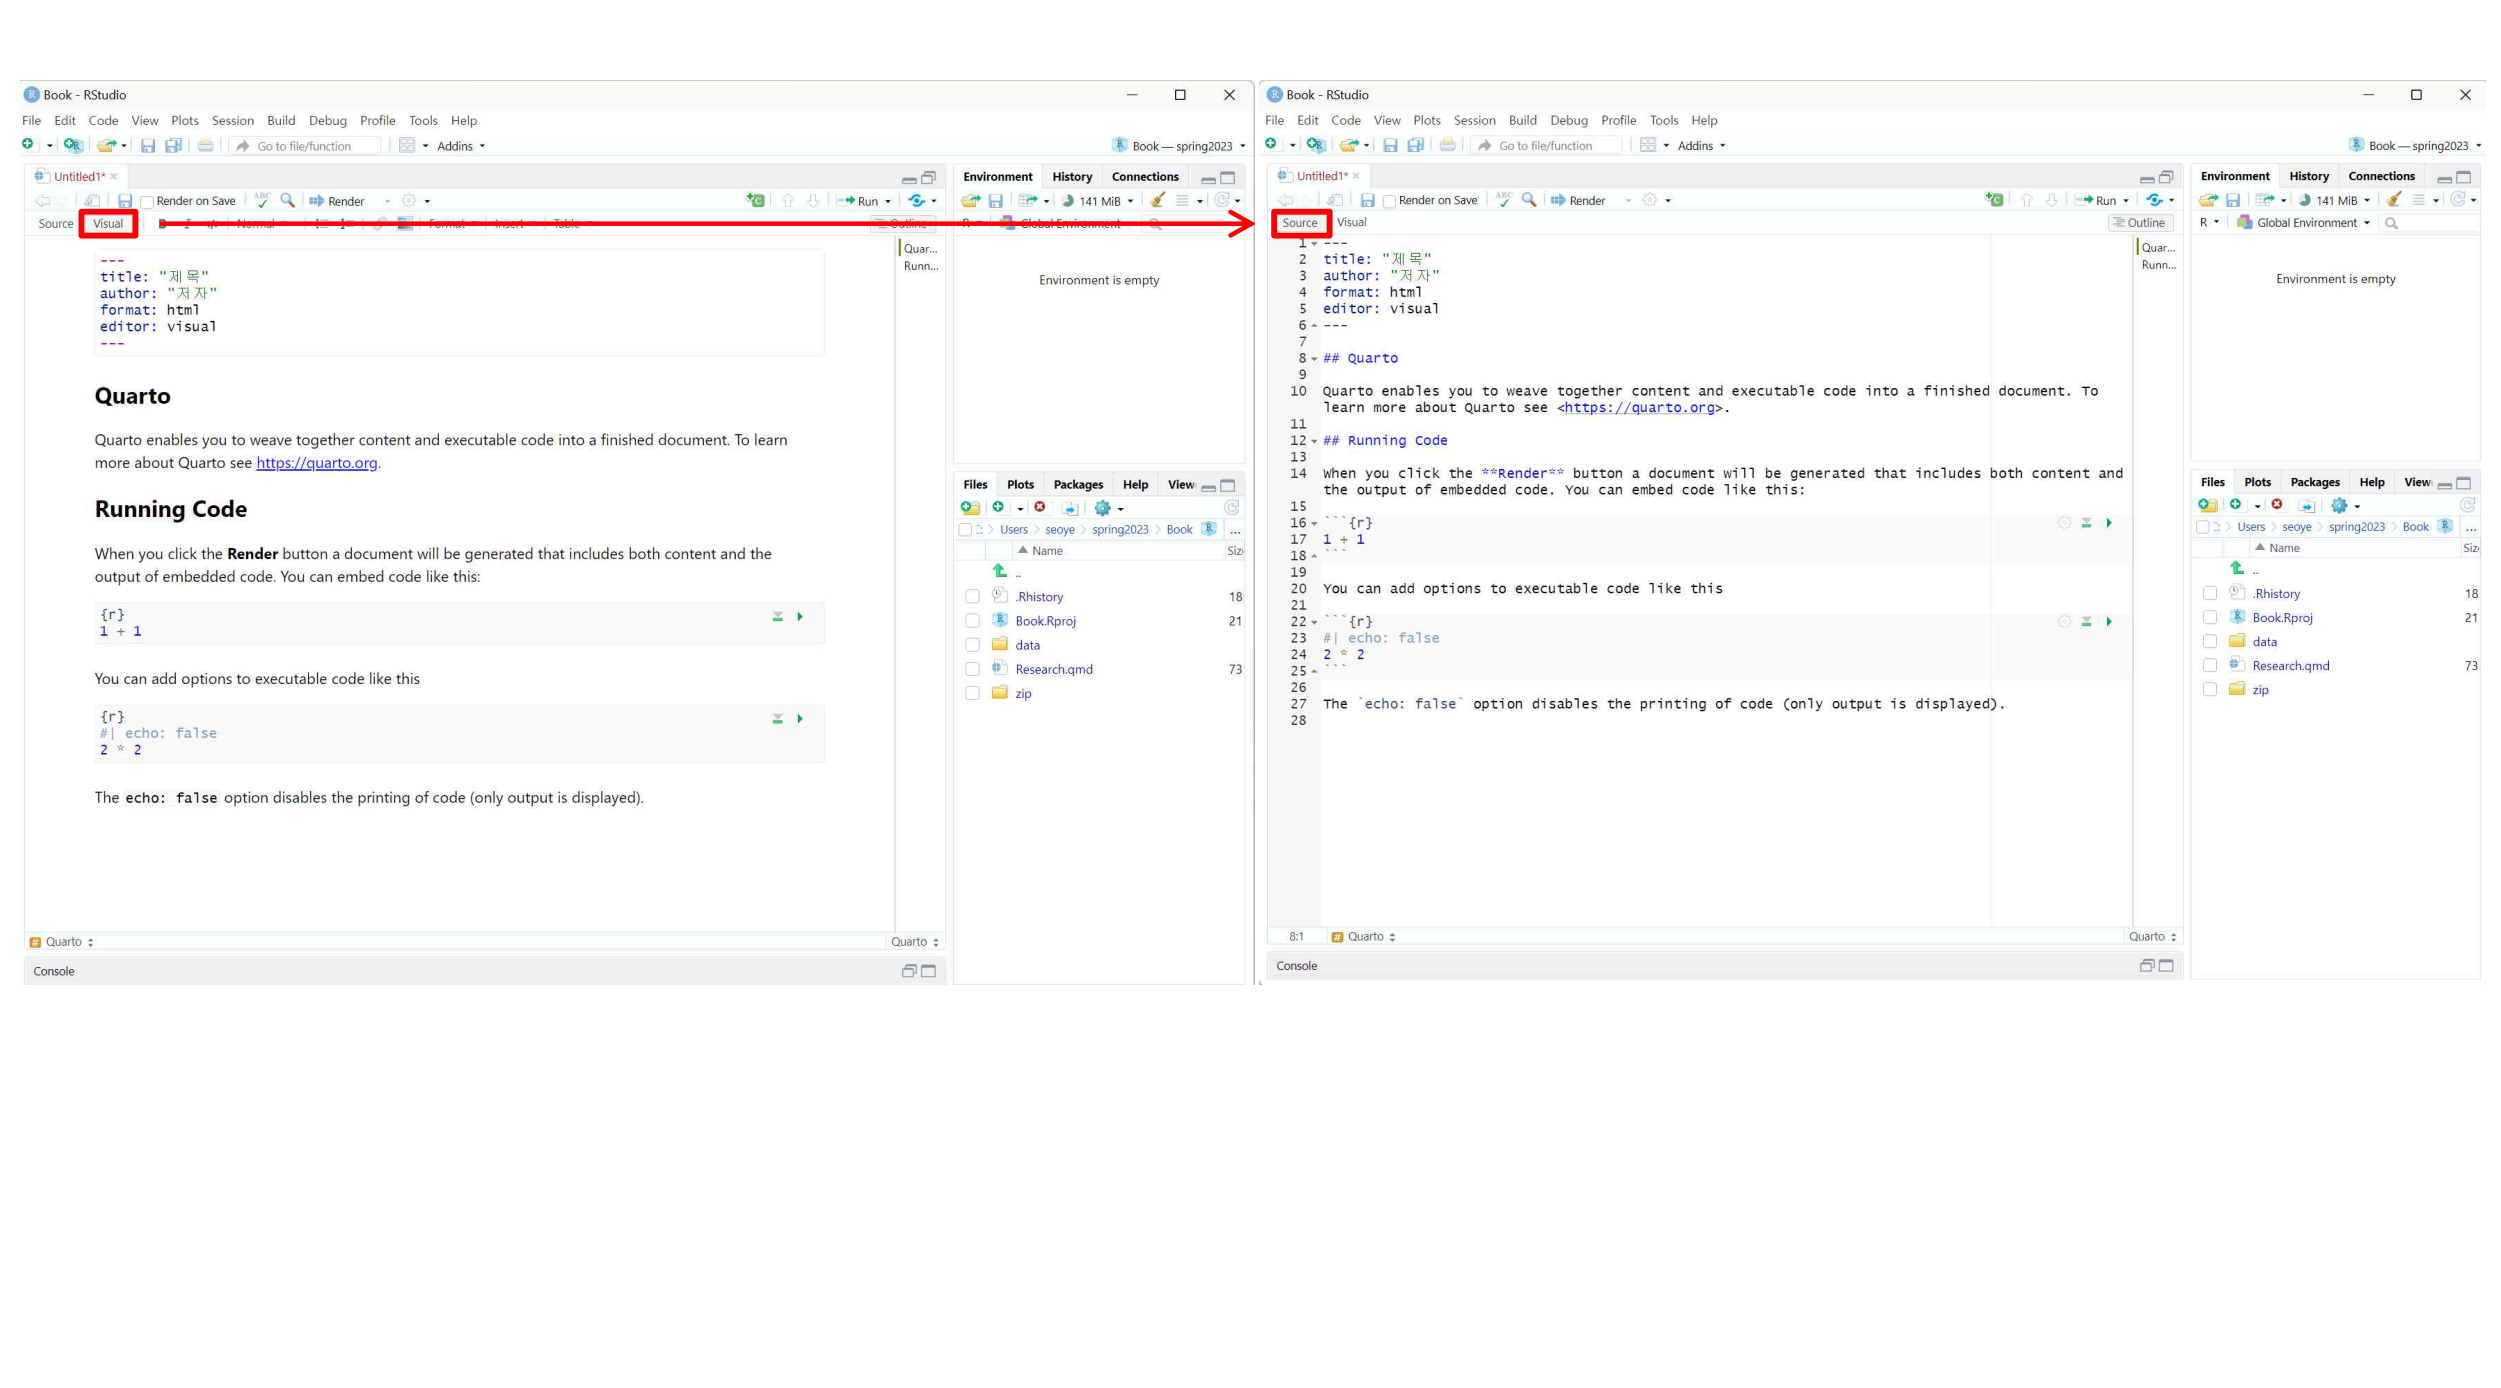 Book - RStudio
File Edit Code View Plots Session Build Debug Profile Tools Help
Go to file/function Addins
Book — spring2023
Untitled1*
Render on Save ABC Render Run
Source Visual B I </> Normal Format Insert Table Outline
---
title: "제목"
author: "저자"
format: html
editor: visual
---
Quarto
Quarto enables you to weave together content and executable code into a finished document. To learn
more about Quarto see https://quarto.org.
Running Code
When you click the Render button a document will be generated that includes both content and the
output of embedded code. You can embed code like this:
{r}
1 + 1
You can add options to executable code like this
{r}
#| echo: false
2 * 2
The echo: false option disables the printing of code (only output is displayed).
Quar...
Runn...
Quarto Quarto
Console
Environment History Connections
141 MiB
R Global Environment
Environment is empty
Files Plots Packages Help View
Users > seoye > spring2023 > Book ...
Name Siz
..
.Rhistory 18
Book.Rproj 21
data
Research.qmd 73
zip
Book - RStudio
File Edit Code View Plots Session Build Debug Profile Tools Help
Go to file/function Addins
Book — spring2023
Untitled1*
Render on Save ABC Render Run
Source Visual Outline
1 ---
2 title: "제목"
3 author: "저자"
4 format: html
5 editor: visual
6 ---
7
8 ## Quarto
9
10 Quarto enables you to weave together content and executable code into a finished document. To
learn more about Quarto see <https://quarto.org>.
11
12 ## Running Code
13
14 When you click the **Render** button a document will be generated that includes both content and
the output of embedded code. You can embed code like this:
15
16 ```{r}
17 1 + 1
18 ```
19
20 You can add options to executable code like this
21
22 ```{r}
23 #| echo: false
24 2 * 2
25 ```
26
27 The `echo: false` option disables the printing of code (only output is displayed).
28
Quar...
Runn...
8:1 Quarto Quarto
Console
Environment History Connections
141 MiB
R Global Environment
Environment is empty
Files Plots Packages Help View
Users > seoye > spring2023 > Book ...
Name Siz
..
.Rhistory 18
Book.Rproj 21
data
Research.qmd 73
zip